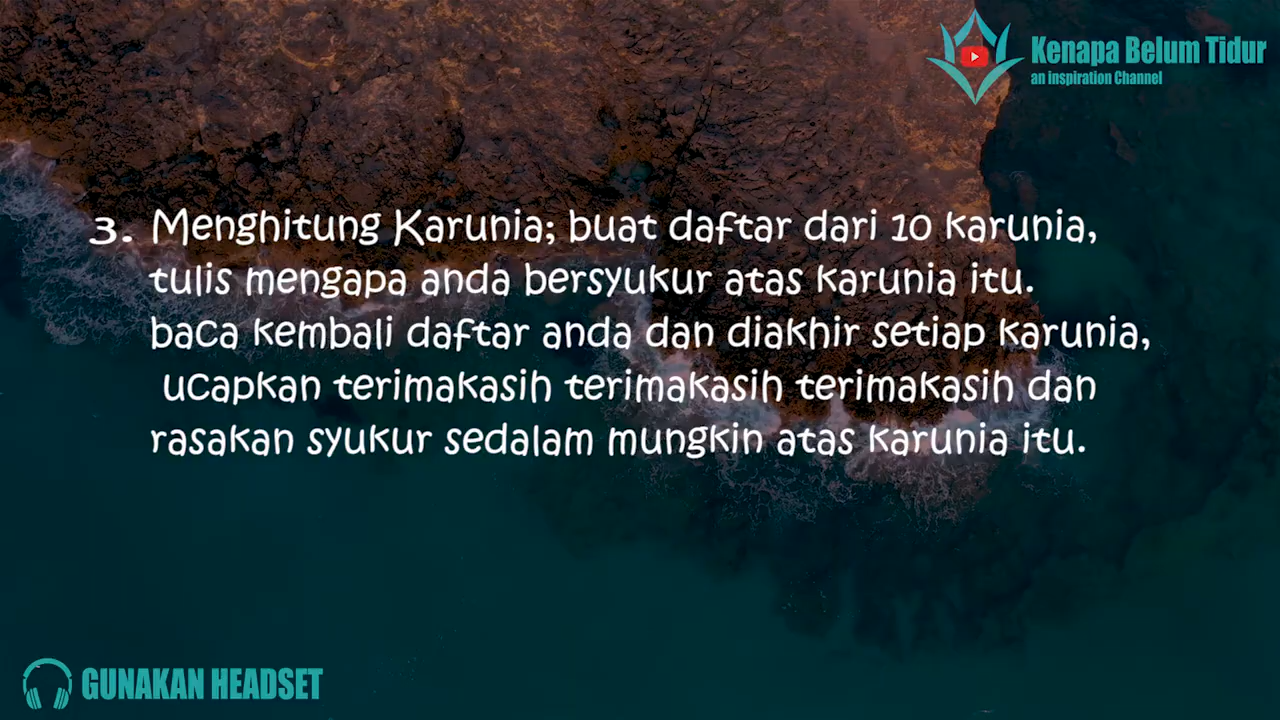 Kenapa Belum Tidur
an inspiration Channel
3. Menghitung Karunia; buat daftar dari 10 karunia,
tulis mengapa anda bersyukur atas karunia itu.
baca kembali daftar anda dan diakhir setiap karunia,
ucapkan terimakasih terimakasih terimakasih dan
rasakan syukur sedalam mungkin atas karunia itu.
GUNAKAN HEADSET